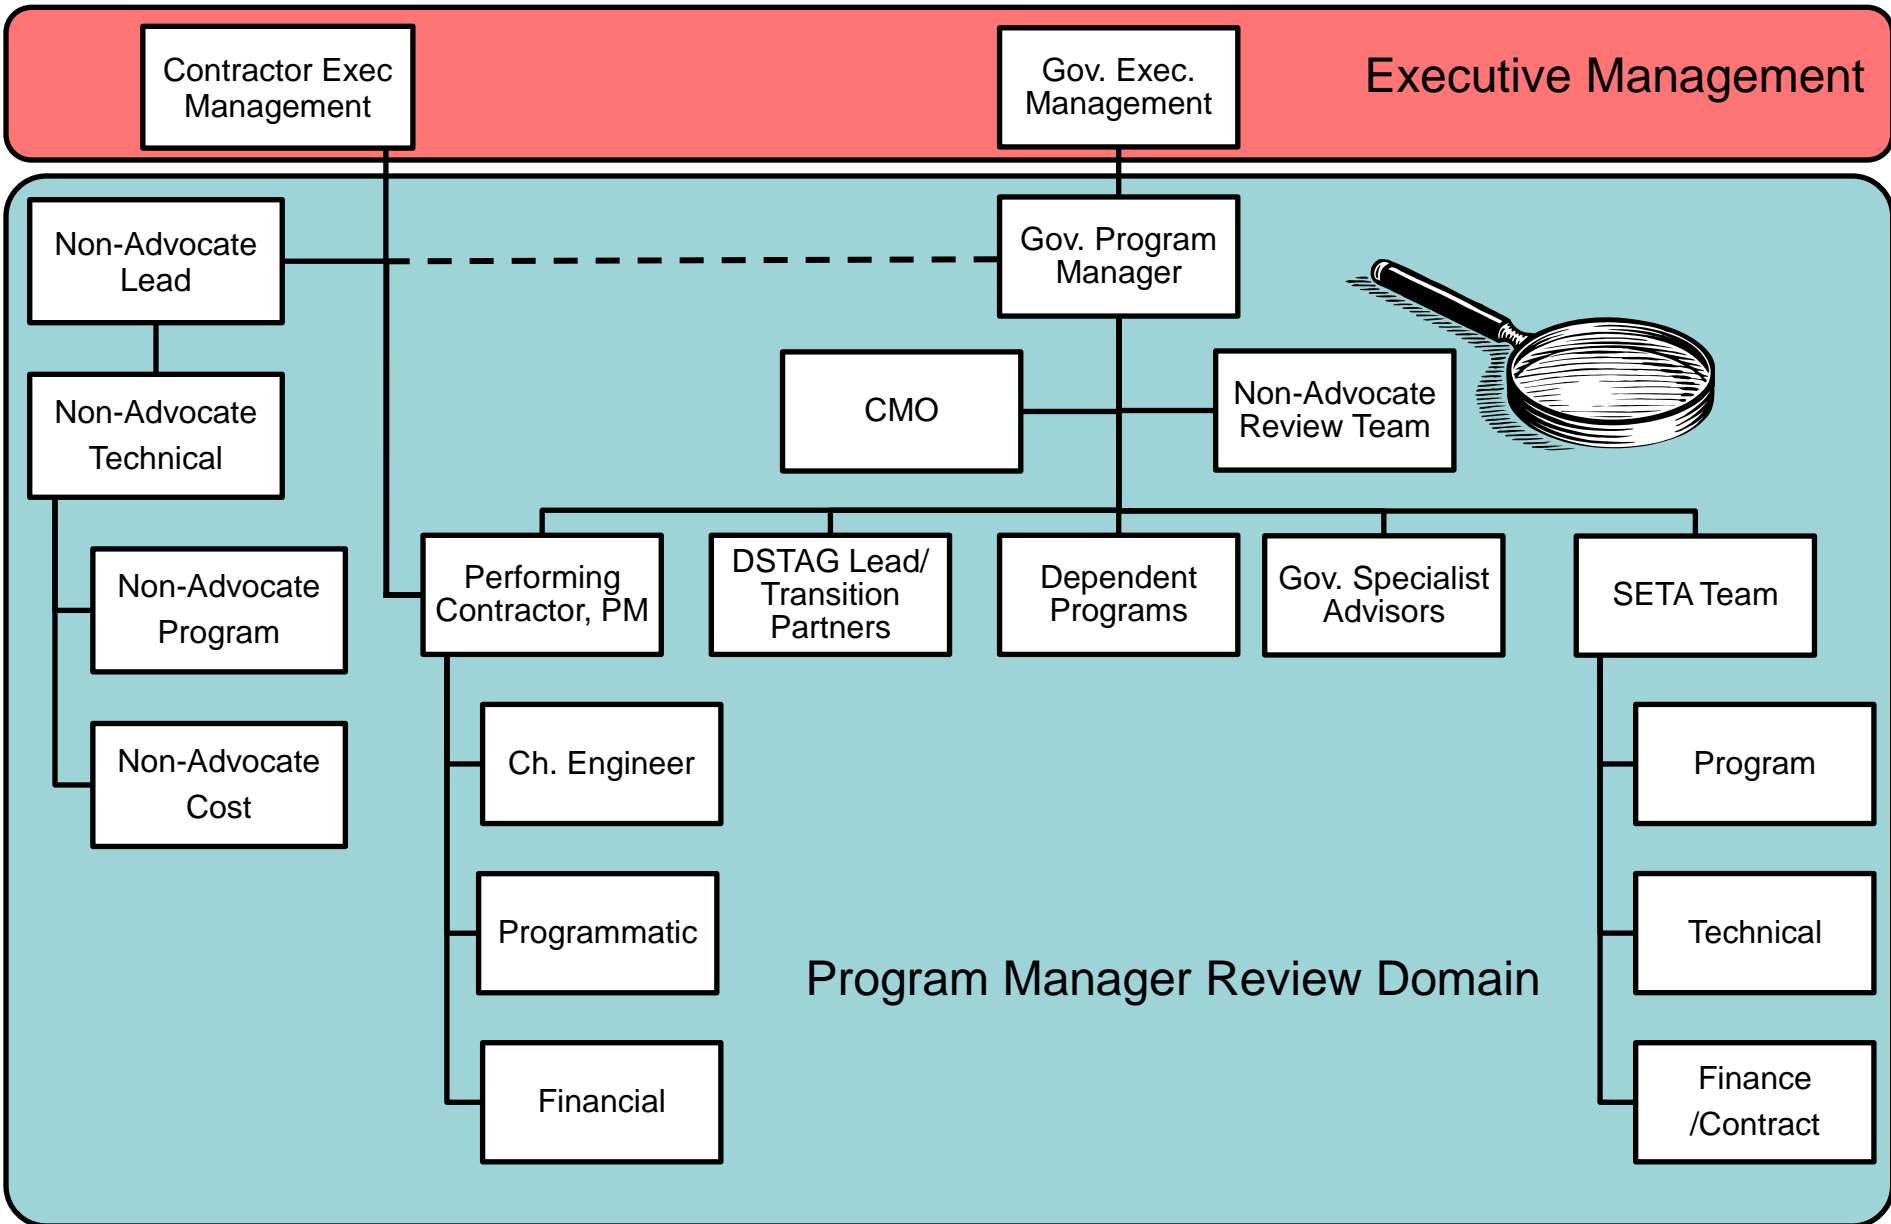 Contractor Exec
Management
Gov. Exec.
Management
Executive Management
Non-Advocate
Lead
Gov. Program
Manager
Non-Advocate
Technical
CMO
Non-Advocate
Review Team
Non-Advocate
Program
Performing
Contractor, PM
DSTAG Lead/
Transition
Partners
Dependent
Programs
Gov. Specialist
Advisors
SETA Team
Non-Advocate
Cost
Ch. Engineer
Program
Programmatic
Technical
Program Manager Review Domain
Financial
Finance
/Contract